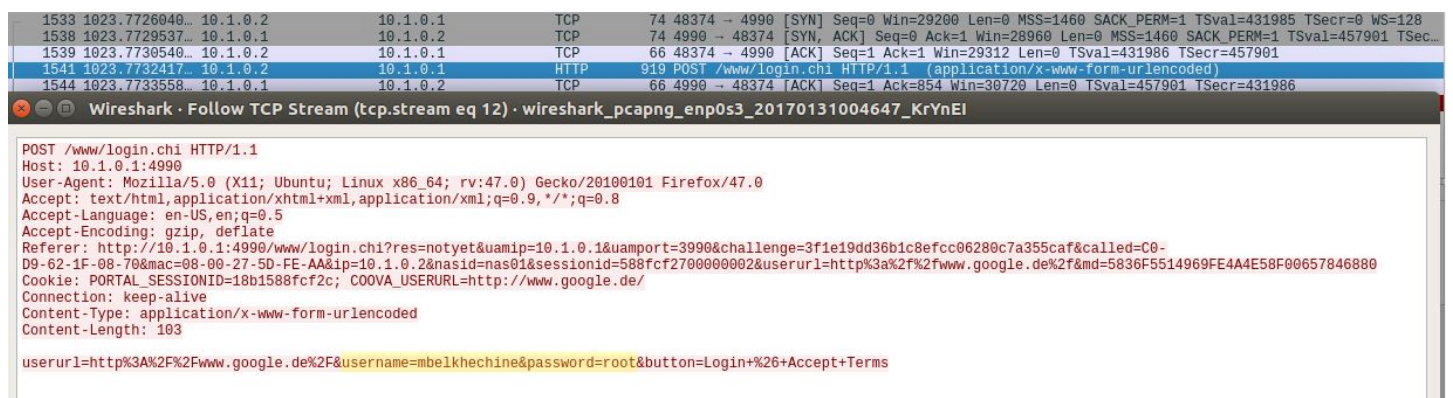 1533 1023.7726040… 10.1.0.2 10.1.0.1 TCP 74 48374 → 4990 [SYN] Seq=0 Win=29200 Len=0 MSS=1460 SACK_PERM=1 TSval=431985 TSecr=0 WS=128
1538 1023.7729537… 10.1.0.1 10.1.0.2 TCP 74 4990 → 48374 [SYN, ACK] Seq=0 Ack=1 Win=28960 Len=0 MSS=1460 SACK_PERM=1 TSval=457901 TSec…
1539 1023.7730540… 10.1.0.2 10.1.0.1 TCP 66 48374 → 4990 [ACK] Seq=1 Ack=1 Win=29312 Len=0 TSval=431986 TSecr=457901
1541 1023.7732417… 10.1.0.2 10.1.0.1 HTTP 919 POST /www/login.chi HTTP/1.1 (application/x-www-form-urlencoded)
1544 1023.7733558… 10.1.0.1 10.1.0.2 TCP 66 4990 → 48374 [ACK] Seq=1 Ack=854 Win=30720 Len=0 TSval=457901 TSecr=431986
Wireshark · Follow TCP Stream (tcp.stream eq 12) · wireshark_pcapng_enp0s3_20170131004647_KrYnEI
POST /www/login.chi HTTP/1.1
Host: 10.1.0.1:4990
User-Agent: Mozilla/5.0 (X11; Ubuntu; Linux x86_64; rv:47.0) Gecko/20100101 Firefox/47.0
Accept: text/html,application/xhtml+xml,application/xml;q=0.9,*/*;q=0.8
Accept-Language: en-US,en;q=0.5
Accept-Encoding: gzip, deflate
Referer: http://10.1.0.1:4990/www/login.chi?res=notyet&uamip=10.1.0.1&uamport=3990&challenge=3f1e19dd36b1c8efcc06280c7a355caf&called=C0-
D9-62-1F-08-70&mac=08-00-27-5D-FE-AA&ip=10.1.0.2&nasid=nas01&sessionid=588fcf2700000002&userurl=http%3a%2f%2fwww.google.de%2f&md=5836F5514969FE4A4E58F00657846880
Cookie: PORTAL_SESSIONID=18b1588fcf2c; COOVA_USERURL=http://www.google.de/
Connection: keep-alive
Content-Type: application/x-www-form-urlencoded
Content-Length: 103
userurl=http%3A%2F%2Fwww.google.de%2F&username=mbelkhechine&password=root&button=Login+%26+Accept+Terms